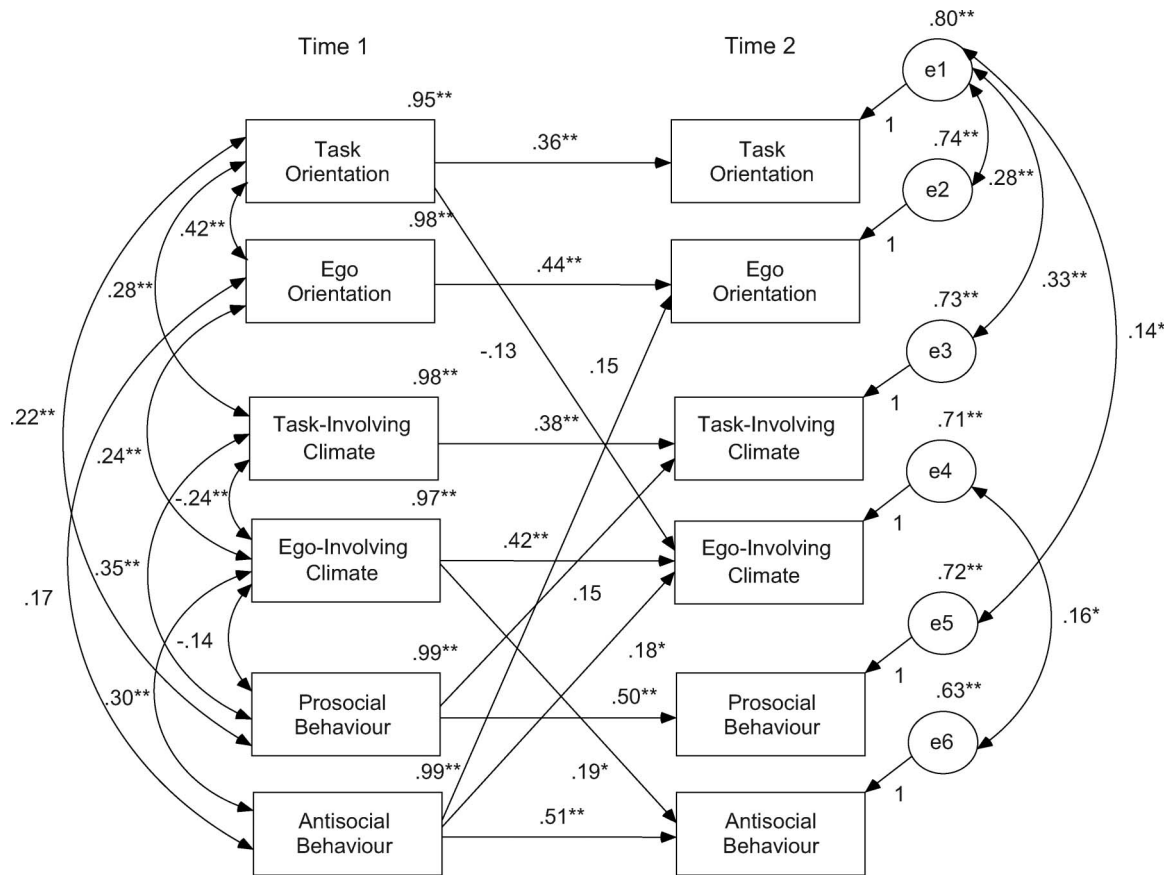 .80**
Time 1
Time 2
e1
.95**
1
Task
Orientation
.36**
Task
Orientation
.74**
.28**
e2
.42**
.98**
1
Ego
Orientation
.44**
Ego
Orientation
.28**
.33**
.73**
.14*
-.13
.15
e3
.98**
1
.22**
Task-Involving
Climate
.38**
Task-Involving
Climate
.71**
.24**
-.24**
.97**
e4
1
Ego-Involving
Climate
.42**
Ego-Involving
Climate
.35**
.15
.72**
.17
-.14
.18*
e5
.16*
.99**
1
Prosocial
Behaviour
.50**
Prosocial
Behaviour
.63**
.30**
e6
.99**
.19*
1
Antisocial
Behaviour
.51**
Antisocial
Behaviour